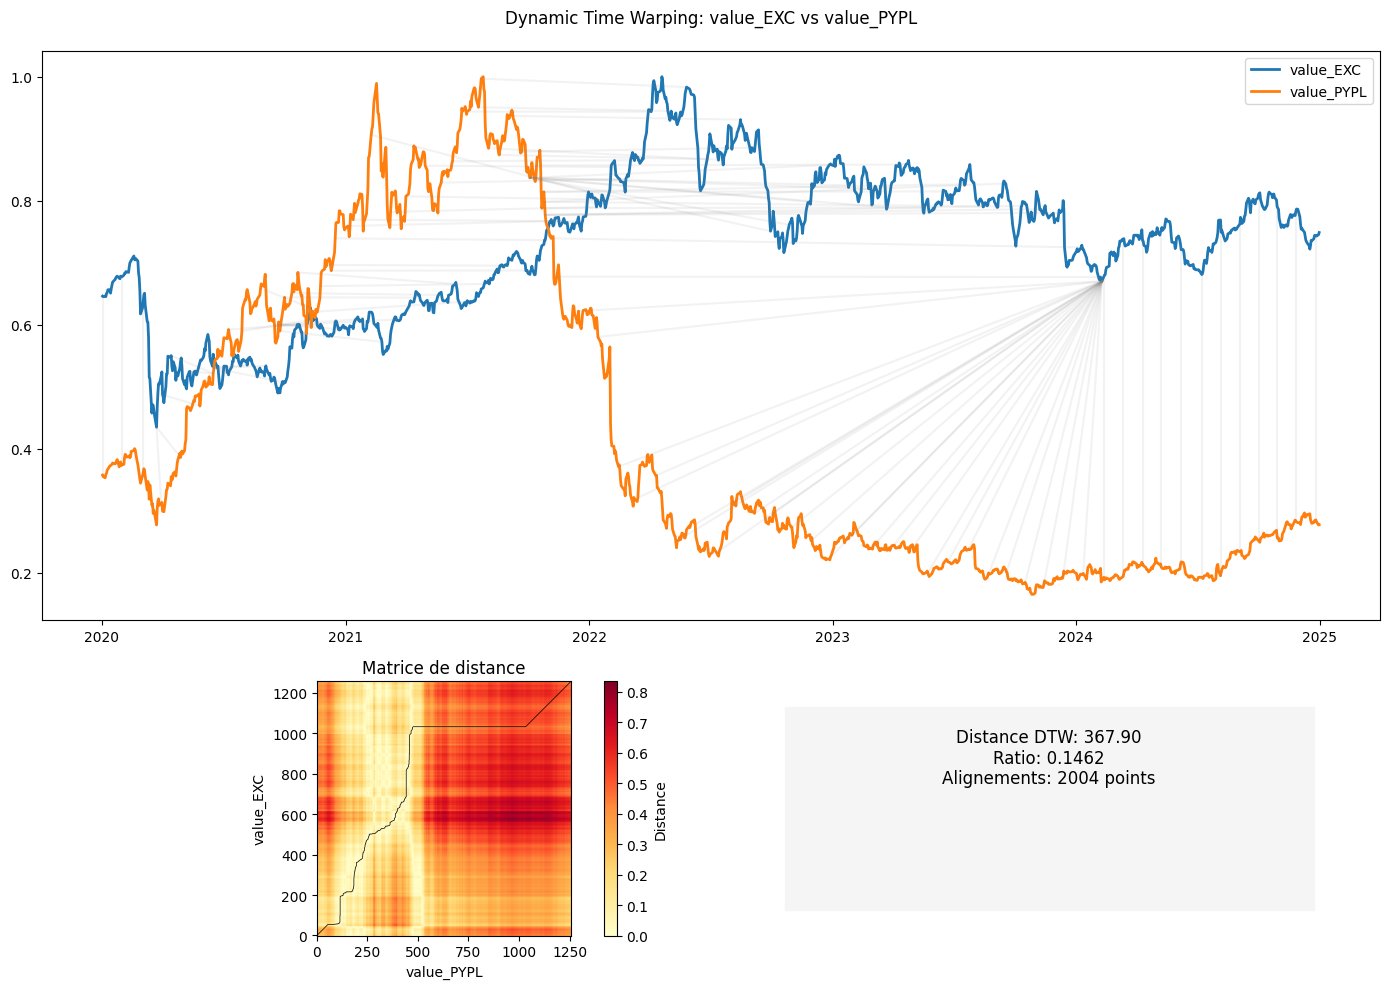 Dynamic Time Warping: value_EXC vs value_PYPL
value_EXC
value_PYPL
1.0
0.8
0.6
0.4
0.2
2020 2021 2022 2023 2024 2025
Matrice de distance
value_EXC
1200
1000
800
600
400
200
0
0 250 500 750 1000 1250
value_PYPL
0.8
0.7
0.6
0.5
0.4
0.3
0.2
0.1
0.0
Distance
Distance DTW: 367.90
Ratio: 0.1462
Alignements: 2004 points